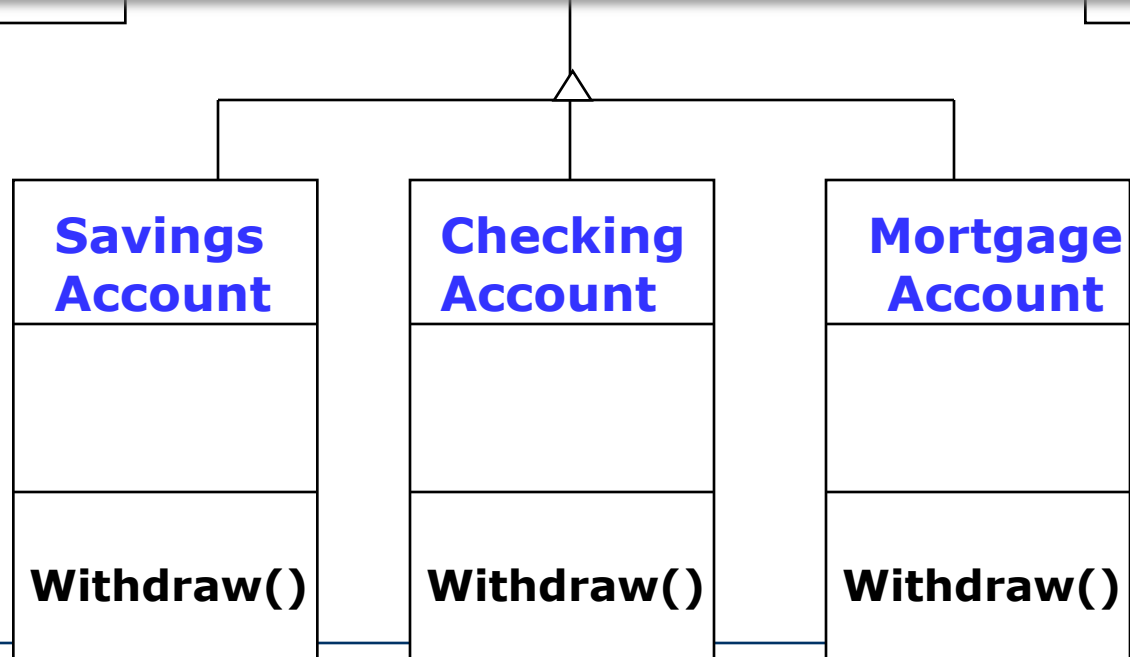 Savings
Account
Checking
Account
Mortgage
Account
Withdraw()
Withdraw()
Withdraw()